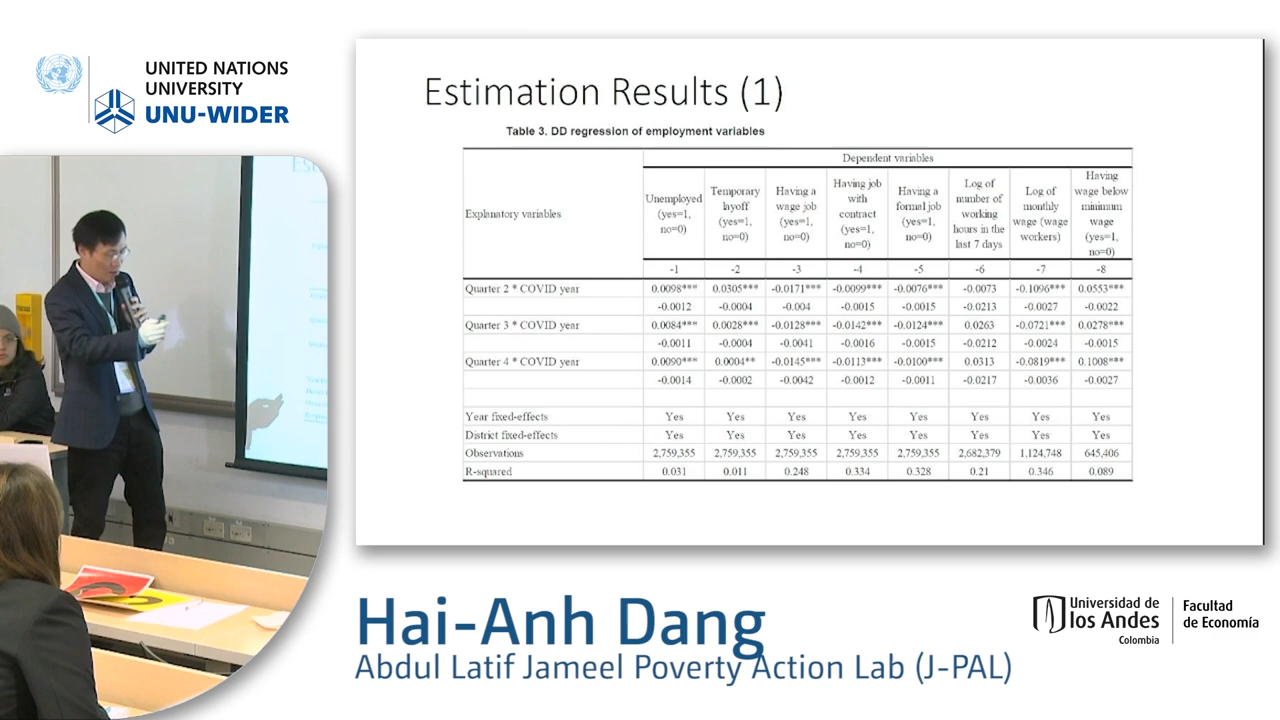 UNITED NATIONS
UNIVERSITY
UNU-WIDER
Estimation Results (1)
Table 3. DD regression of employment variables
Explanatory variables
Dependent variables
Unemployed (yes=1, no=0)
Temporary layoff (yes=1, no=0)
Having a wage job (yes=1, no=0)
Having job with contract (yes=1, no=0)
Having a formal job (yes=1, no=0)
Log of number of working hours in the last 7 days
Log of monthly wage (wage workers)
Having wage below minimum wage (yes=1, no=0)
-1 -2 -3 -4 -5 -6 -7 -8
Quarter 2 * COVID year 0.0098*** 0.0305*** -0.0171*** -0.0099*** -0.0076*** -0.0073 -0.1096*** 0.0553***
-0.0012 -0.0004 -0.004 -0.0015 -0.0015 -0.0213 -0.0027 -0.0022
Quarter 3 * COVID year 0.0084*** 0.0028*** -0.0128*** -0.0142*** -0.0124*** 0.0263 -0.0721*** 0.0278***
-0.0011 -0.0004 -0.0041 -0.0016 -0.0015 -0.0212 -0.0024 -0.0015
Quarter 4 * COVID year 0.0090*** 0.0004** -0.0145*** -0.0113*** -0.0100*** 0.0313 -0.0819*** 0.1008***
-0.0014 -0.0002 -0.0042 -0.0012 -0.0011 -0.0217 -0.0036 -0.0027
Year fixed-effects Yes Yes Yes Yes Yes Yes Yes Yes
District fixed-effects Yes Yes Yes Yes Yes Yes Yes Yes
Observations 2,759,355 2,759,355 2,759,355 2,759,355 2,759,355 2,682,379 1,124,748 645,406
R-squared 0.031 0.011 0.248 0.334 0.328 0.21 0.346 0.089
Hai-Anh Dang
Abdul Latif Jameel Poverty Action Lab (J-PAL)
Universidad de
los Andes
Colombia
Facultad
de Economía